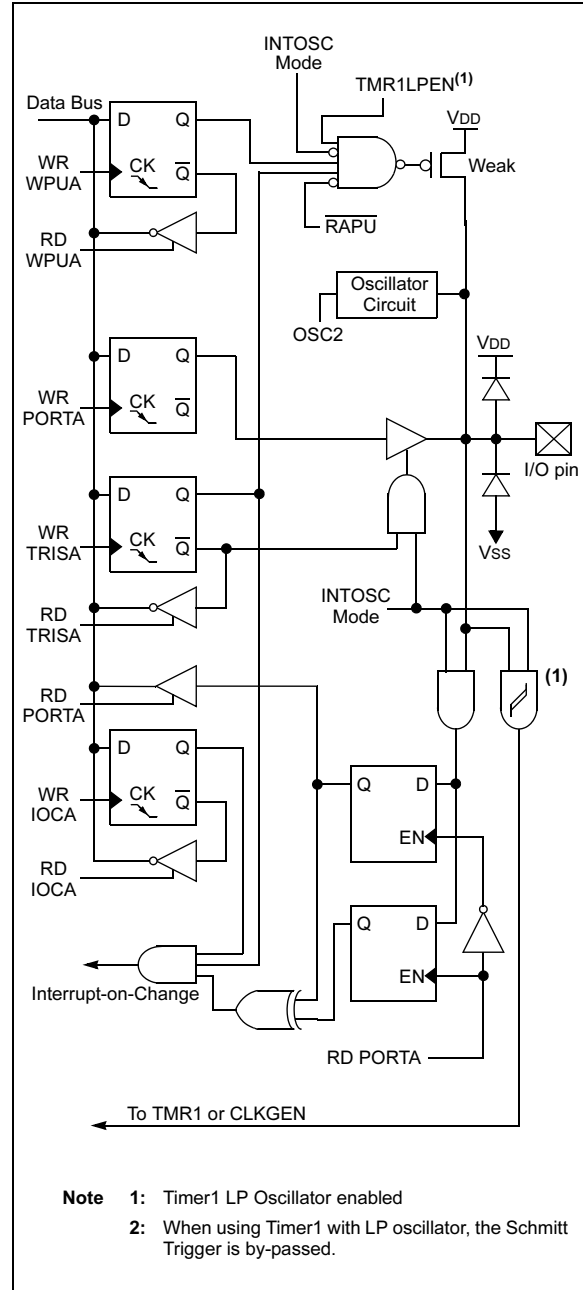 INTOSC
Mode
TMR1LPEN(1)
Data Bus
D Q
VDD
WR
WPUA
CK Q
Weak
RD
WPUA
RAPU
Oscillator
Circuit
OSC2
VDD
D Q
WR
PORTA
CK Q
I/O pin
D Q
WR
TRISA
CK Q
VSS
INTOSC
Mode
RD
TRISA
(1)
RD
PORTA
D Q
Q D
WR
IOCA
CK Q
EN
RD
IOCA
Q D
EN
Interrupt-on-Change
RD PORTA
To TMR1 or CLKGEN
Note 1: Timer1 LP Oscillator enabled
2: When using Timer1 with LP oscillator, the Schmitt
Trigger is by-passed.